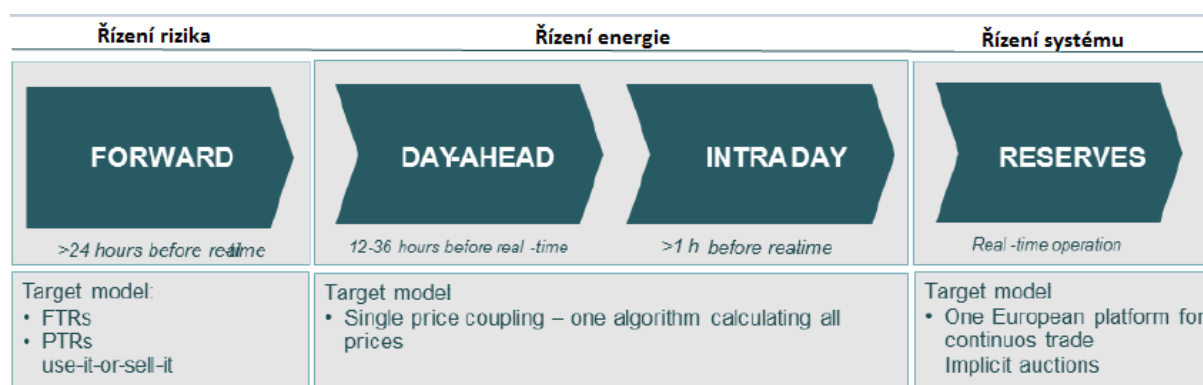 Řízení rizika
Řízení energie
Řízení systému
FORWARD
DAY-AHEAD
INTRADAY
RESERVES
>24 hours before realtime
12-36 hours before real -time
>1 h before realtime
Real -time operation
Target model:
• FTRs
• PTRs
use-it-or-sell-it
Target model
• Single price coupling – one algorithm calculating all
prices
Target model
• One European platform for
continuos trade
Implicit auctions